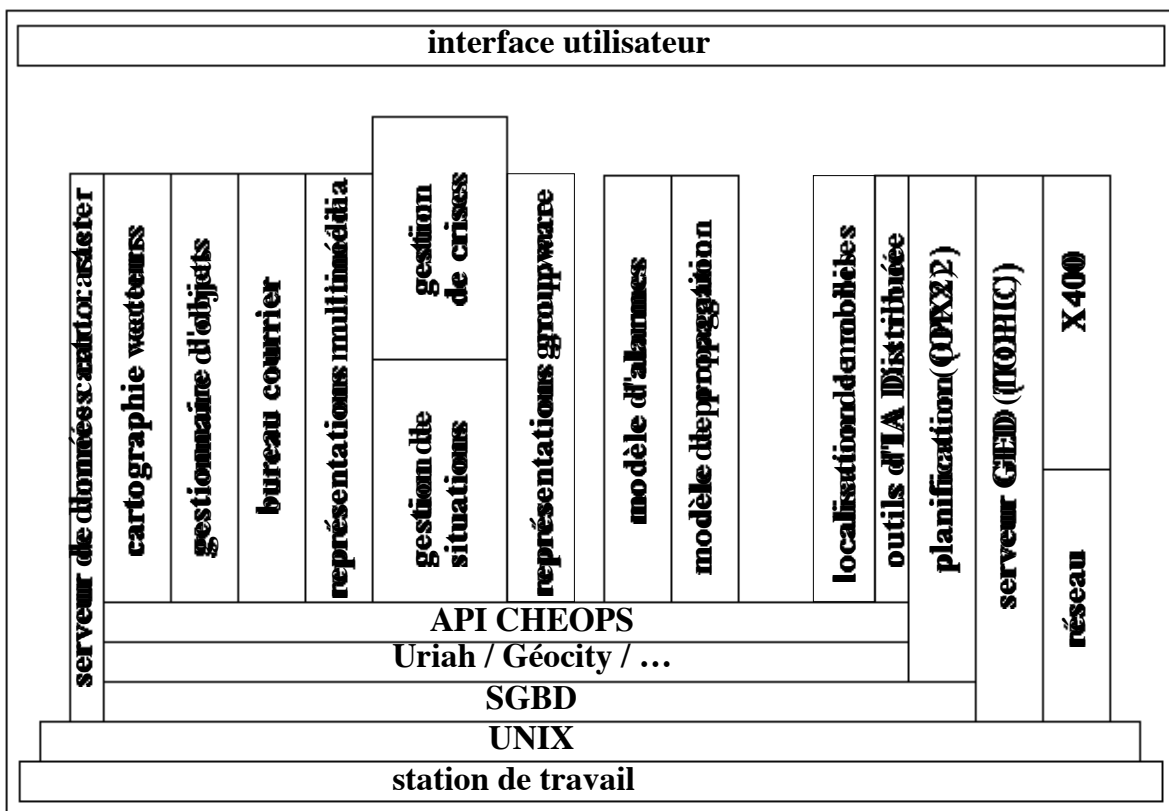 interface utilisateur
serveur de données carto raster
cartographie vecteurs
gestionnaire d'objets
bureau courrier
représentations multimédia
gestion
de crises
gestion de
situations
représentations groupware
modèle d'alarmes
modèle de propagation
localisation de mobiles
outils d'IA Distribuée
planification (OPX2)
serveur GED (TOPIC)
X400
réseau
API CHEOPS
Uriah / Géocity / …
SGBD
UNIX
station de travail